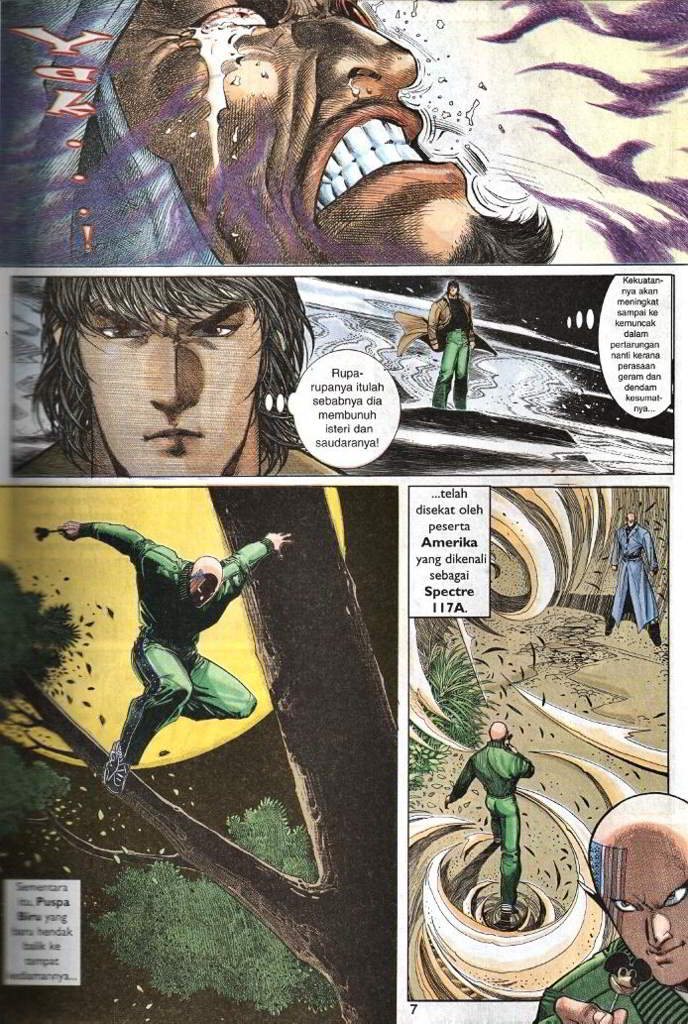 YAZ...!
Rupa-
rupanya itulah
sebabnya dia
membunuh
isteri dan
saudaranya!
Kekuatan-
nya akan
meningkat
sampai ke
kemuncak
dalam
pertarungan
nanti kerana
perasaan
geram dan
dendam
kesumat-
nya...
Sementara
itu, Puspa
Biru yang
baru hendak
balik ke
tempat
kediamannya...
...telah
disekat oleh
peserta
Amerika
yang dikenali
sebagai
Spectre
117A.
7